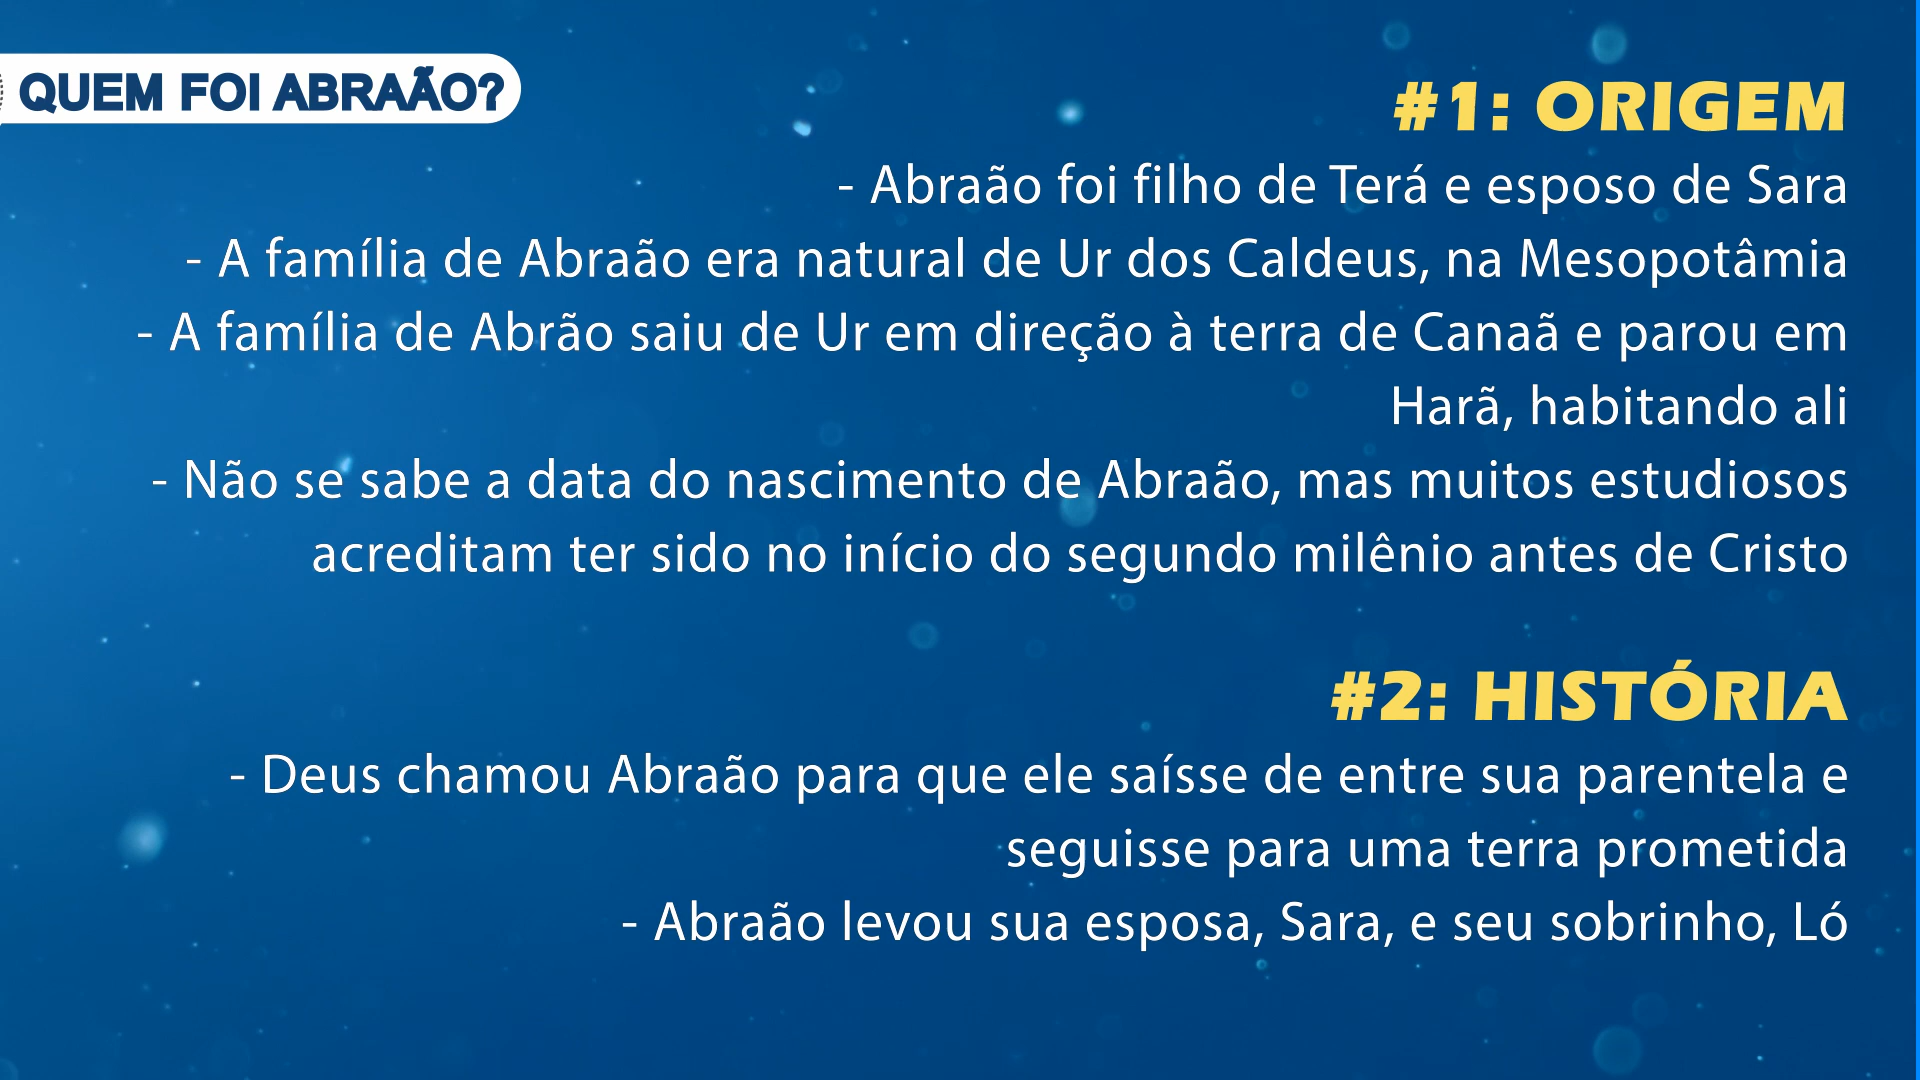 QUEM FOI ABRAÃO?
#1: ORIGEM
- Abraão foi filho de Terá e esposo de Sara
- A família de Abraão era natural de Ur dos Caldeus, na Mesopotâmia
- A família de Abrão saiu de Ur em direção à terra de Canaã e parou em
Harã, habitando ali
- Não se sabe a data do nascimento de Abraão, mas muitos estudiosos
acreditam ter sido no início do segundo milênio antes de Cristo
#2: HISTÓRIA
- Deus chamou Abraão para que ele saísse de entre sua parentela e
seguisse para uma terra prometida
- Abraão levou sua esposa, Sara, e seu sobrinho, Ló